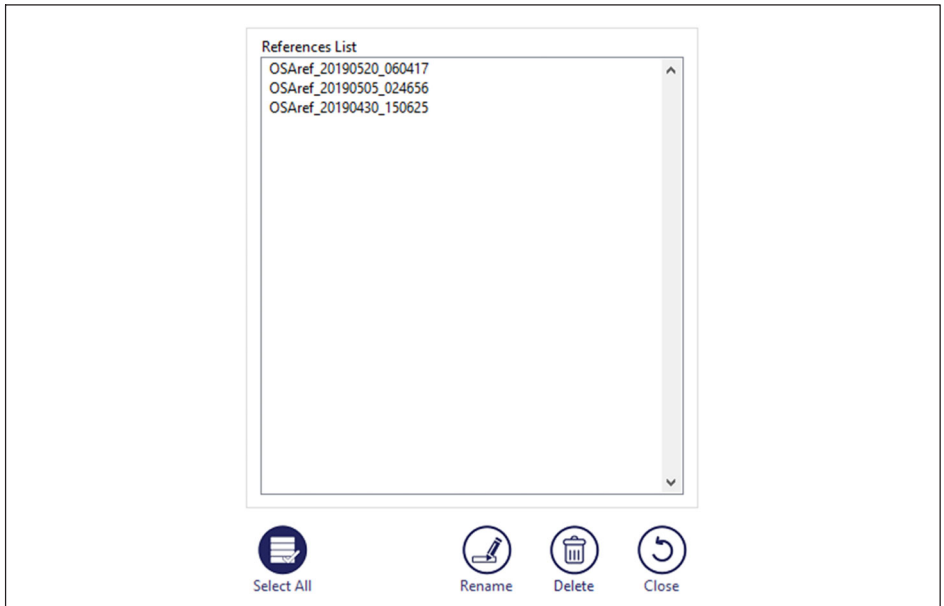 References List
OSAref_20190520_060417
OSAref_20190505_024656
OSAref_20190430_150625
Select All
Rename
Delete
Close